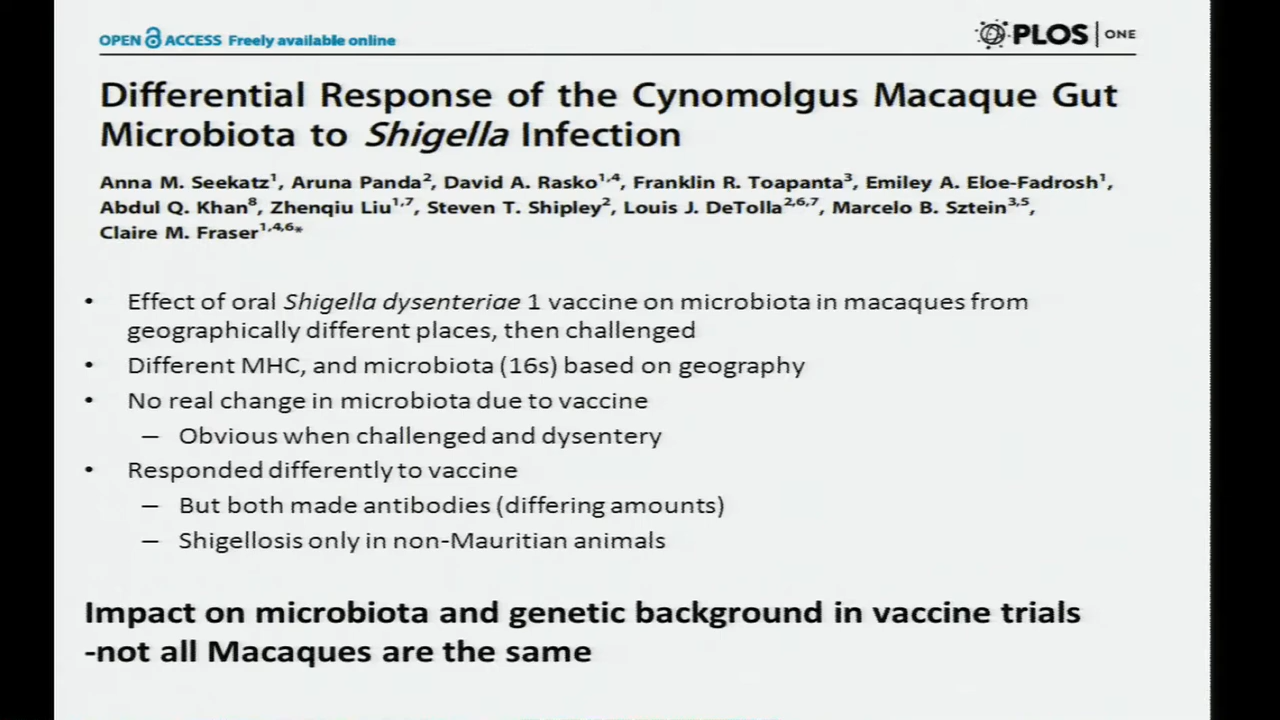 OPEN ACCESS Freely available online
PLOS | ONE
Differential Response of the Cynomolgus Macaque Gut
Microbiota to Shigella Infection
Anna M. Seekatz1, Aruna Panda2, David A. Rasko1,4, Franklin R. Toapanta3, Emiley A. Eloe-Fadrosh1,
Abdul Q. Khan8, Zhenqiu Liu1,7, Steven T. Shipley2, Louis J. DeTolla2,6,7, Marcelo B. Sztein3,5,
Claire M. Fraser1,4,6*
• Effect of oral Shigella dysenteriae 1 vaccine on microbiota in macaques from
geographically different places, then challenged
• Different MHC, and microbiota (16s) based on geography
• No real change in microbiota due to vaccine
– Obvious when challenged and dysentery
• Responded differently to vaccine
– But both made antibodies (differing amounts)
– Shigellosis only in non-Mauritian animals
Impact on microbiota and genetic background in vaccine trials
-not all Macaques are the same